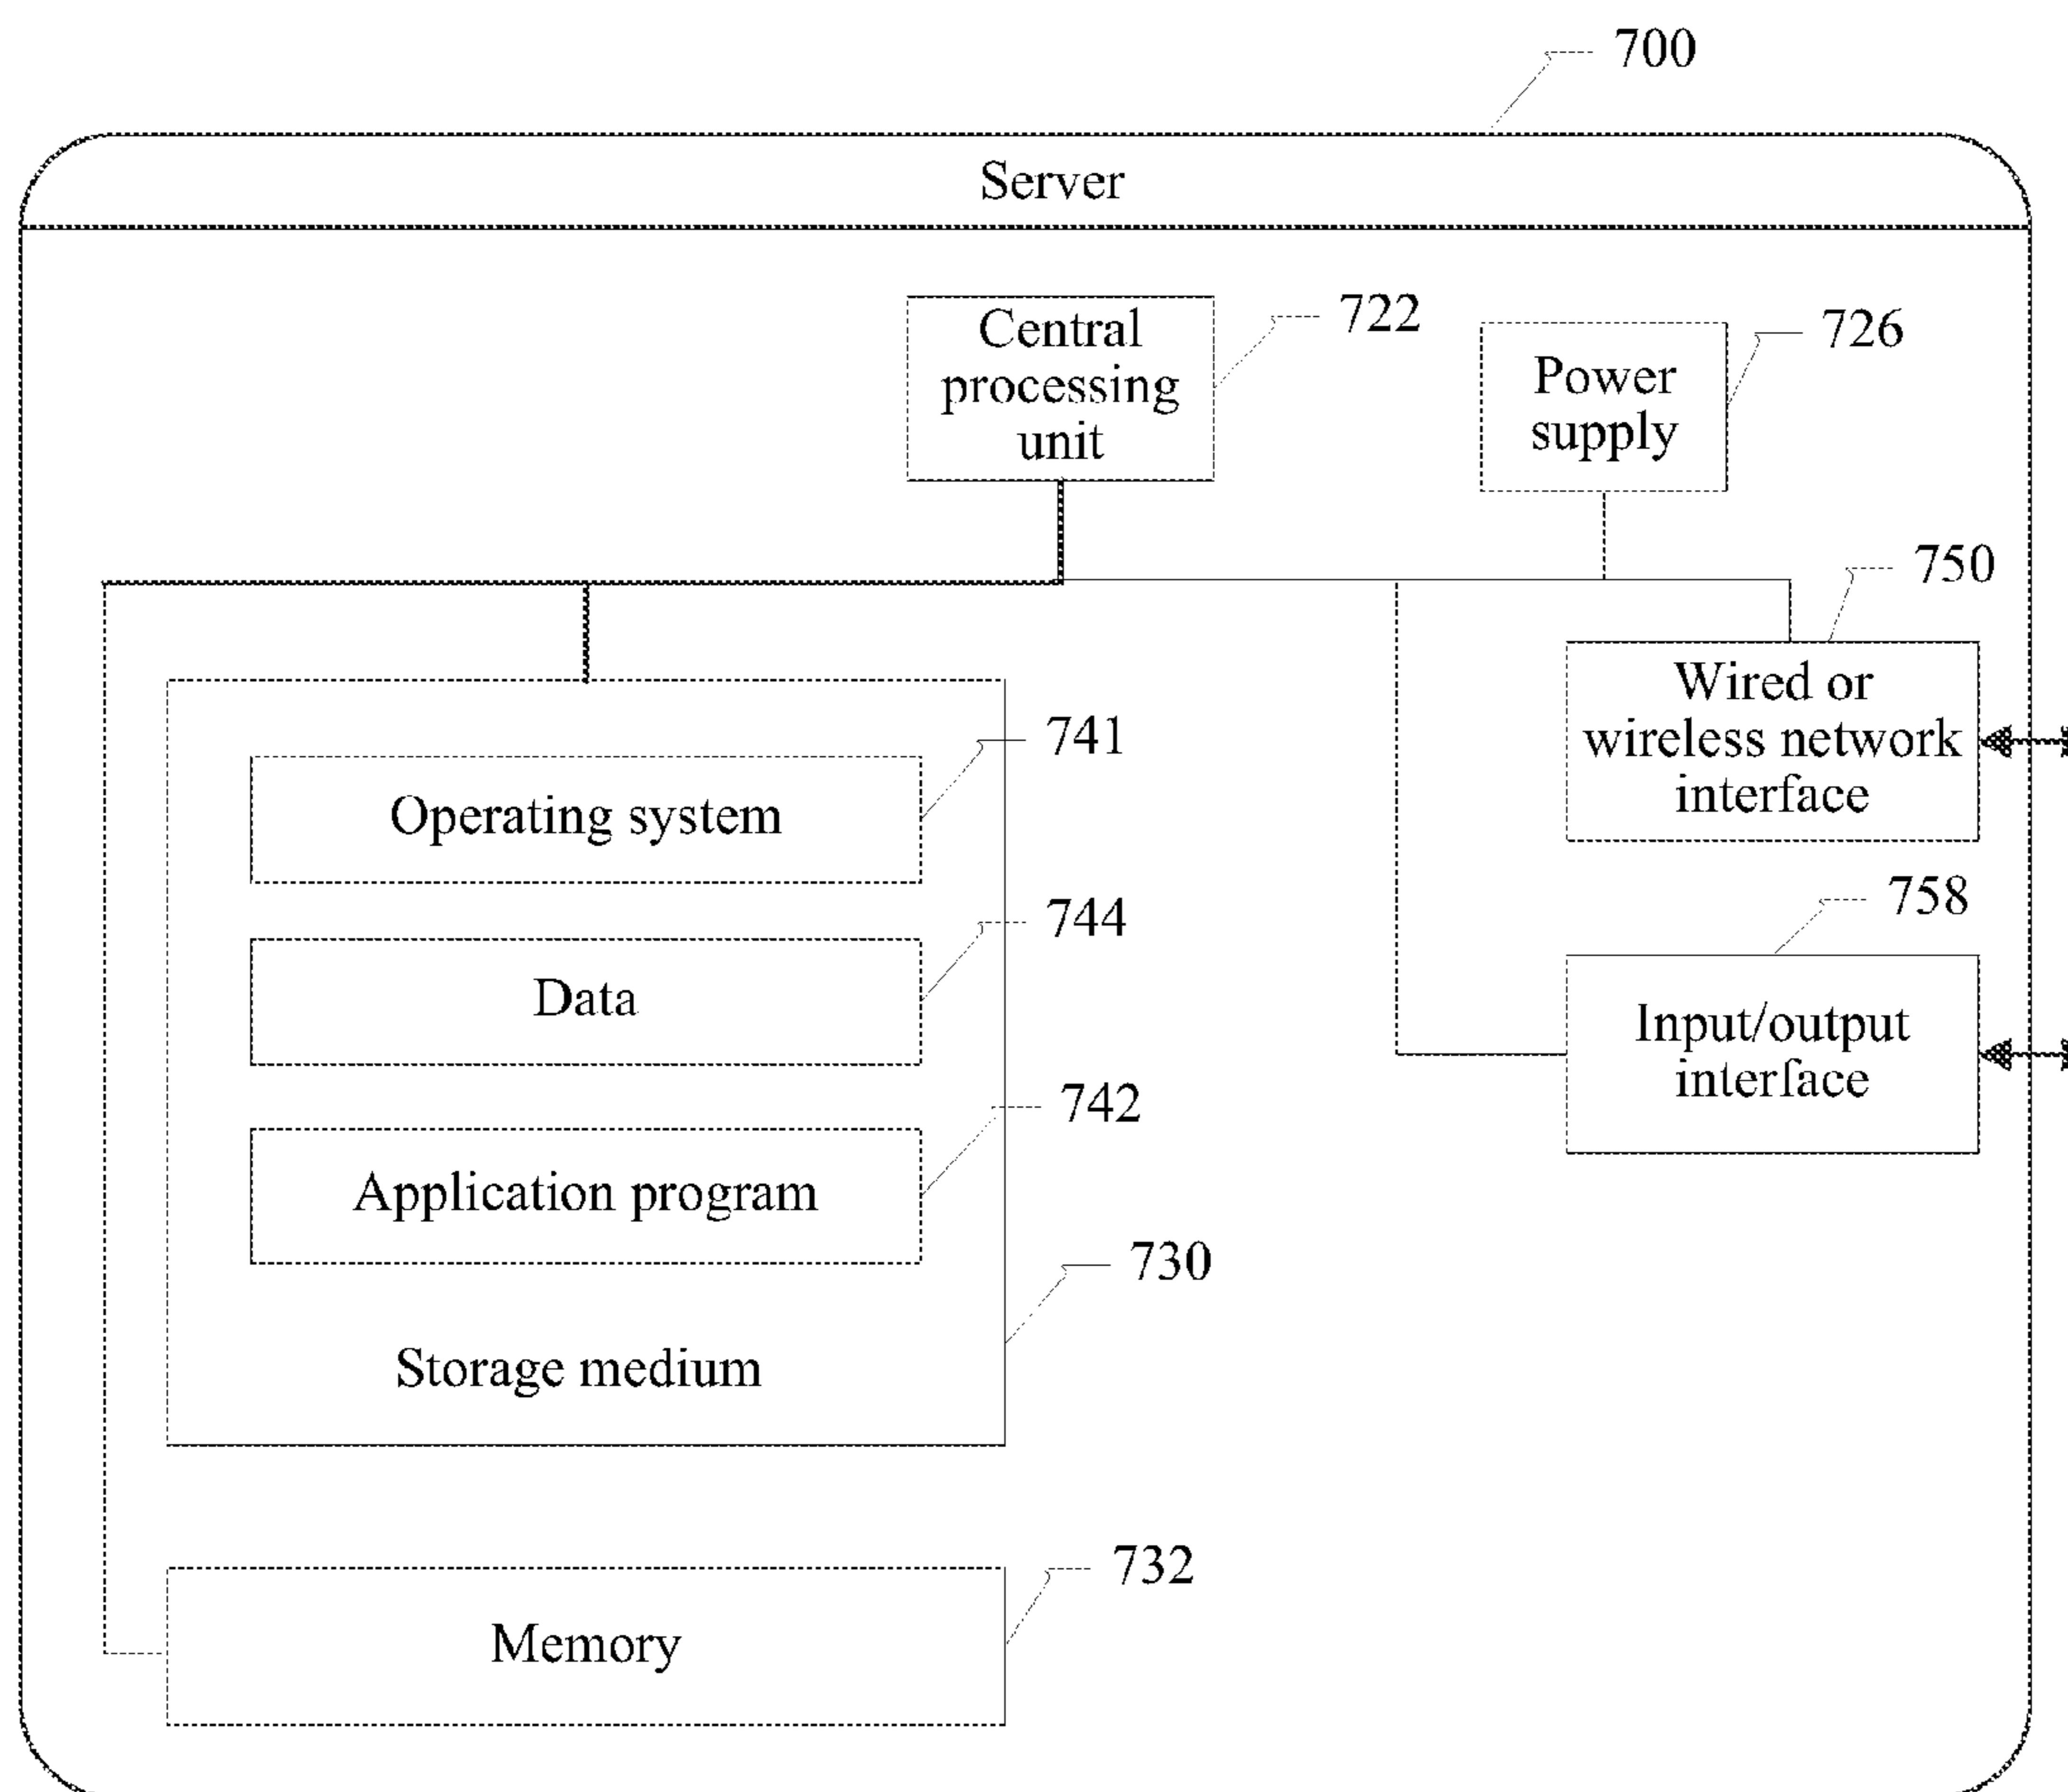 700
Server
Central
processing
unit
722
Power
supply
726
750
Wired or
wireless network
interface
741
Operating system
744
Data
758
Input/output
interface
742
Application program
730
Storage medium
732
Memory